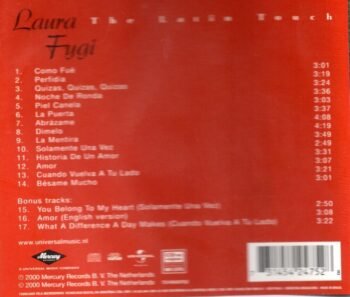 Laura
Fygi
The Latin Touch
1. Como Fué 3:01
2. Perfidia 3:19
3. Quizas, Quizas, Quizas 3:24
4. Noche De Ronda 3:36
5. Piel Canela 3:03
6. La Puerta 3:37
7. Abrázame 4:08
8. Dimelo 4:19
9. La Mentira 3:49
10. Solamente Una Vez
11. Historia De Un Amor 3:31
12. Amor
13. Cuando Vuelva A Tu Lado 3:07
14. Bésame Mucho 3:01
Bonus tracks:
15. You Belong To My Heart (Solamente Una Vez) 2:50
16. Amor (English version) 3:08
17. What A Difference A Day Makes (Cuando Vuelva A Tu Lado) 3:22
www.universalmusic.nl
Mercury
UNIVERSAL
A UNIVERSAL MUSIC COMPANY
℗ 2000 Mercury Records B. V. The Netherlands
© 2000 Mercury Records B. V. The Netherlands